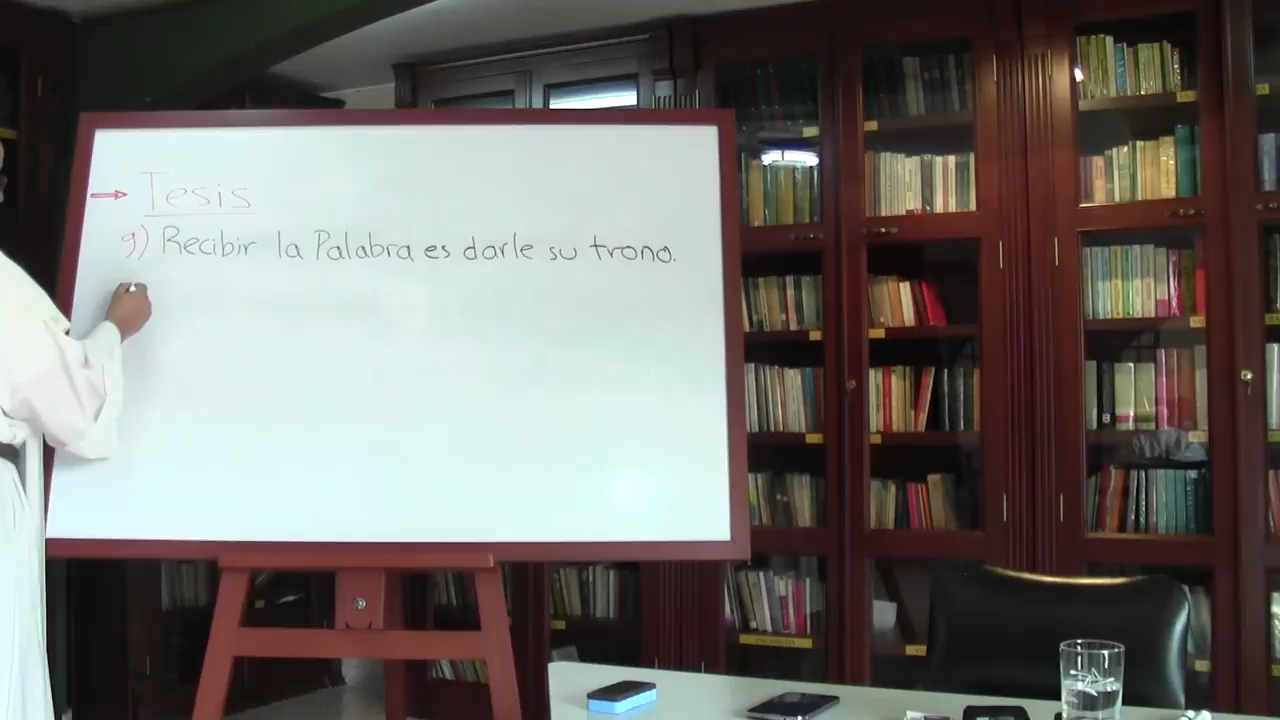 → Tesis
9) Recibir la Palabra es darle su trono.